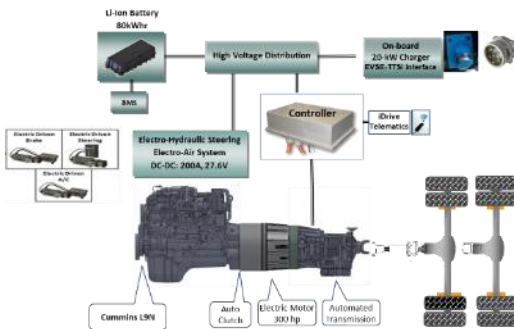 Li-Ion Battery
80kWhr
High Voltage Distribution
On-board
20-kW Charger
EVSE-TTSI Interface
BMS
Controller
iDrive
Telematics
Electric Driven
Brake
Electric Driven
Steering
Electric Driven
A/C
Electro-Hydraulic Steering
Electro-Air System
DC-DC: 200A, 27.6V
Cummins L9N
Auto
Clutch
Electric Motor
300 hp
Automated
Transmission